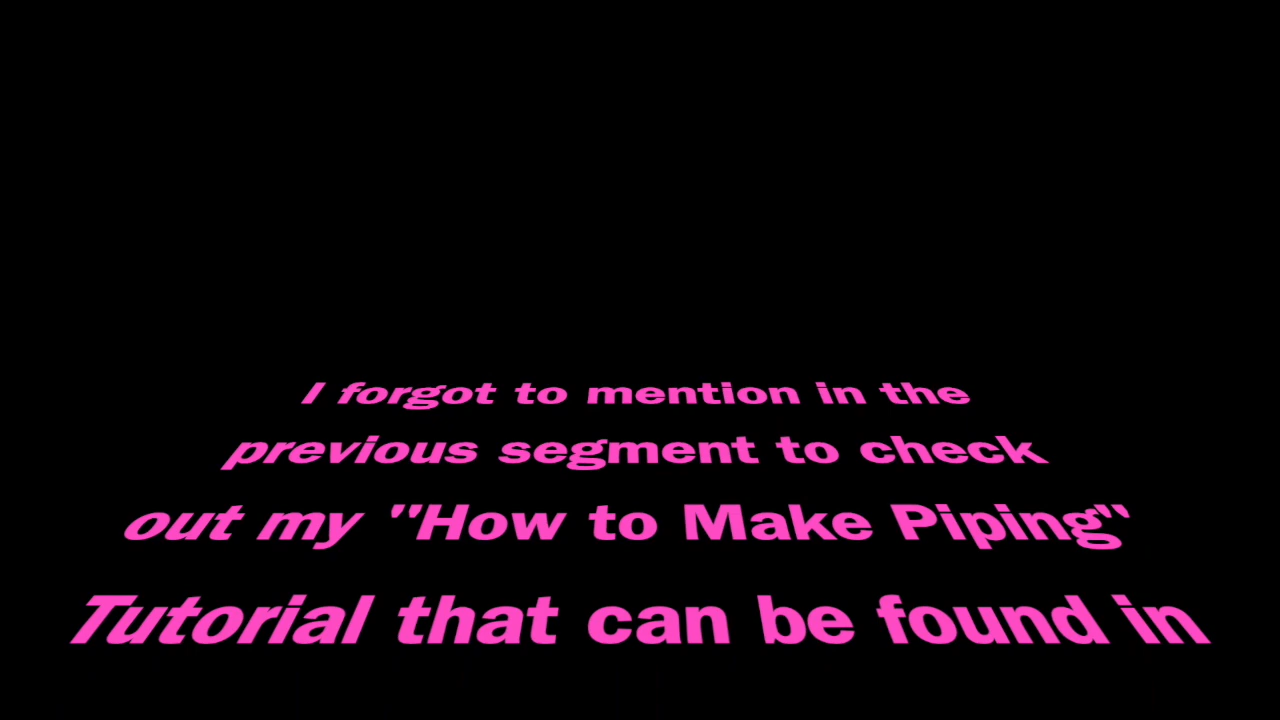 I forgot to mention in the
previous segment to check
out my "How to Make Piping"
Tutorial that can be found in